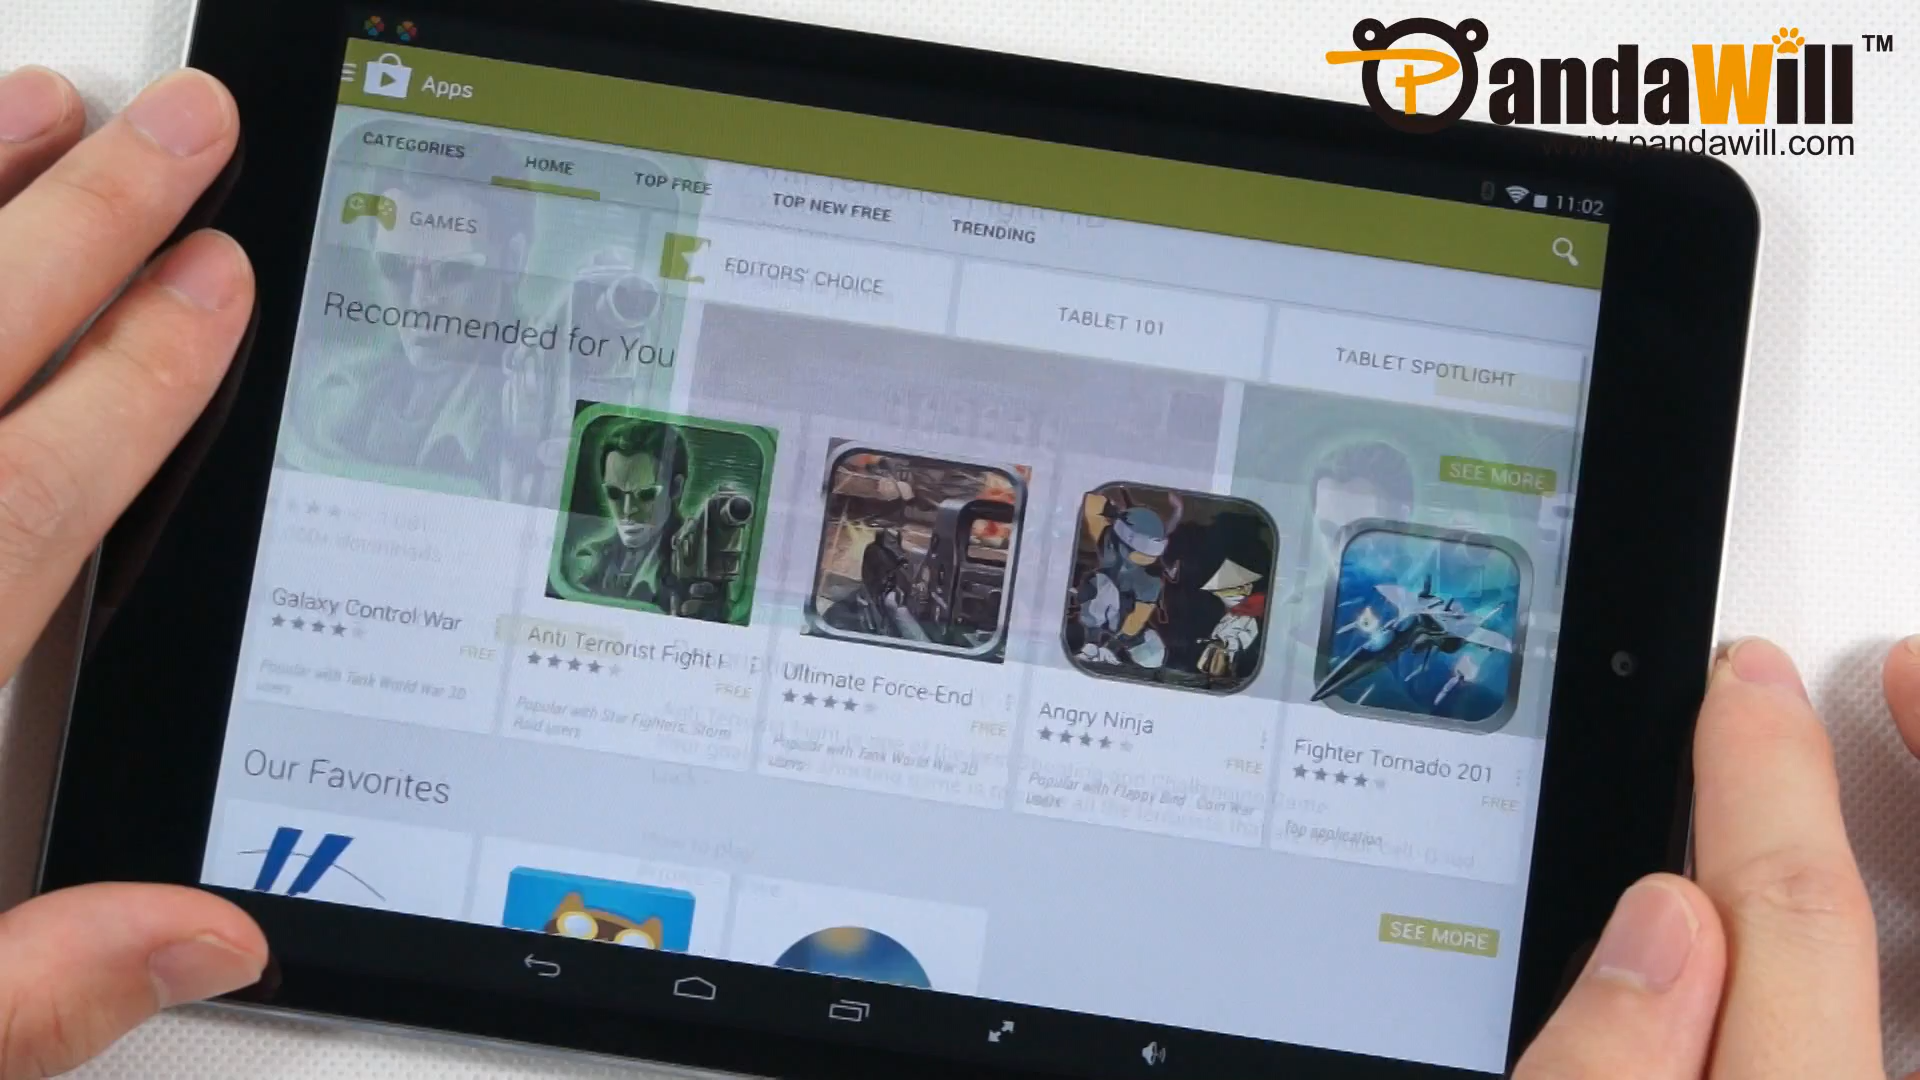 PandaWill™
www.pandawill.com
Apps
11:02
CATEGORIES
HOME
TOP FREE
TOP NEW FREE
TRENDING
GAMES
EDITORS' CHOICE
TABLET 101
TABLET SPOTLIGHT
Recommended for You
SEE MORE
Galaxy Control War
FREE
Popular with Tank World War 2D
users
Anti Terrorist Fight
FREE
Popular with Star Fighters, Storm
Raid users
Ultimate Force-End
FREE
Popular with Tank World War 2D
users
Angry Ninja
FREE
Popular with Flappy Bird, Coin War
users
Fighter Tornado 201
FREE
Top application
Our Favorites
SEE MORE